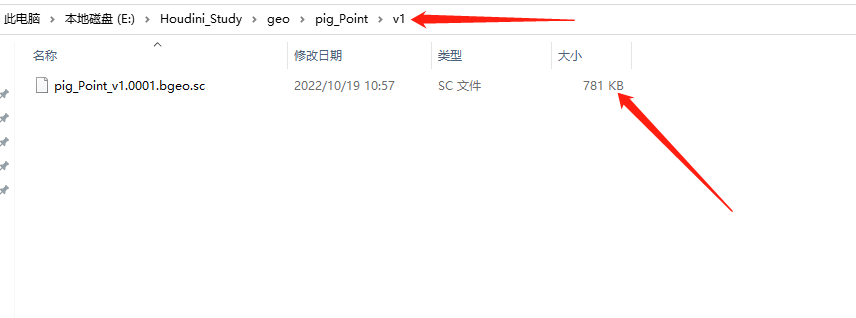 此电脑 > 本地磁盘 (E:) > Houdini_Study > geo > pig_Point > v1
名称 修改日期 类型 大小
pig_Point_v1.0001.bgeo.sc 2022/10/19 10:57 SC 文件 781 KB